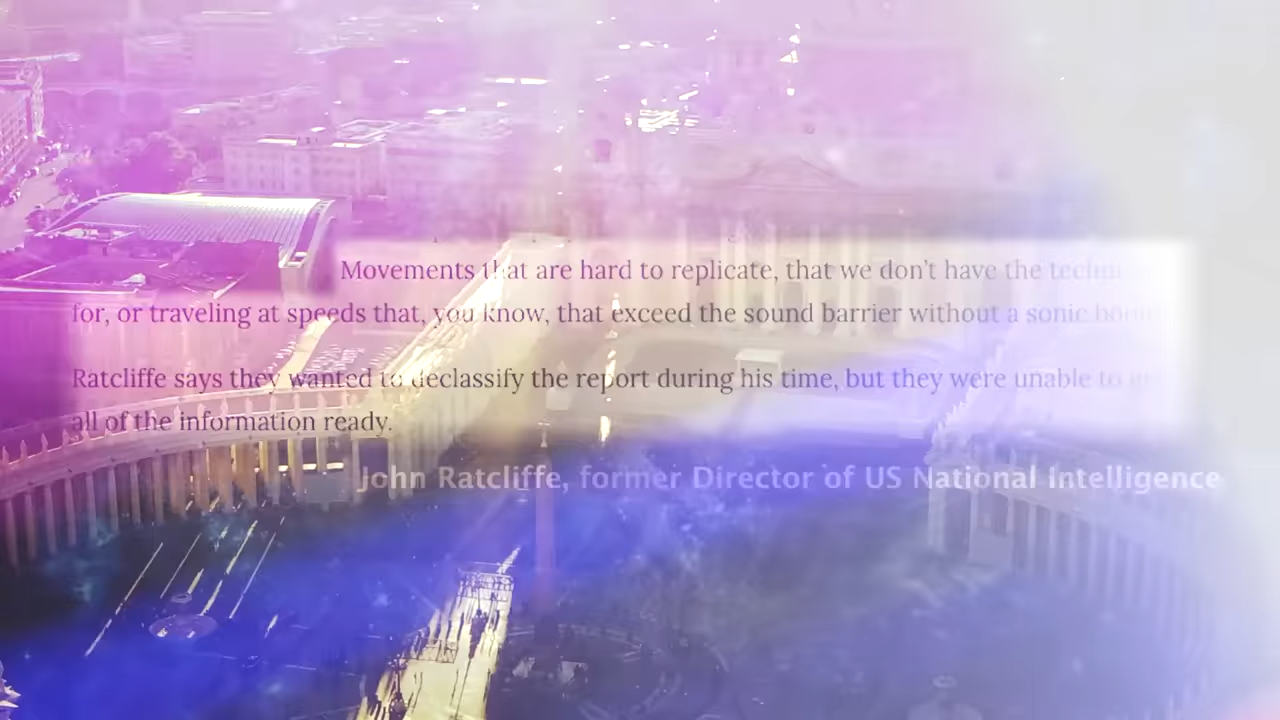 Movements that are hard to replicate, that we don't have the
for, or traveling at speeds that, you know, that exceed the sound barrier without a sonic boom
Ratcliffe says they wanted to declassify the report during his time, but they were unable to
all of the information ready.
John Ratcliffe, former Director of US National Intelligence